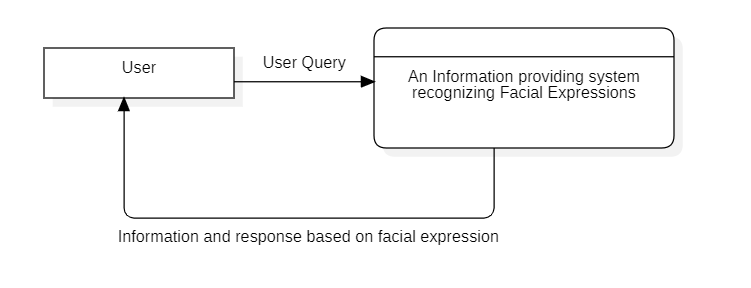 User
User Query
An Information providing system
recognizing Facial Expressions
Information and response based on facial expression